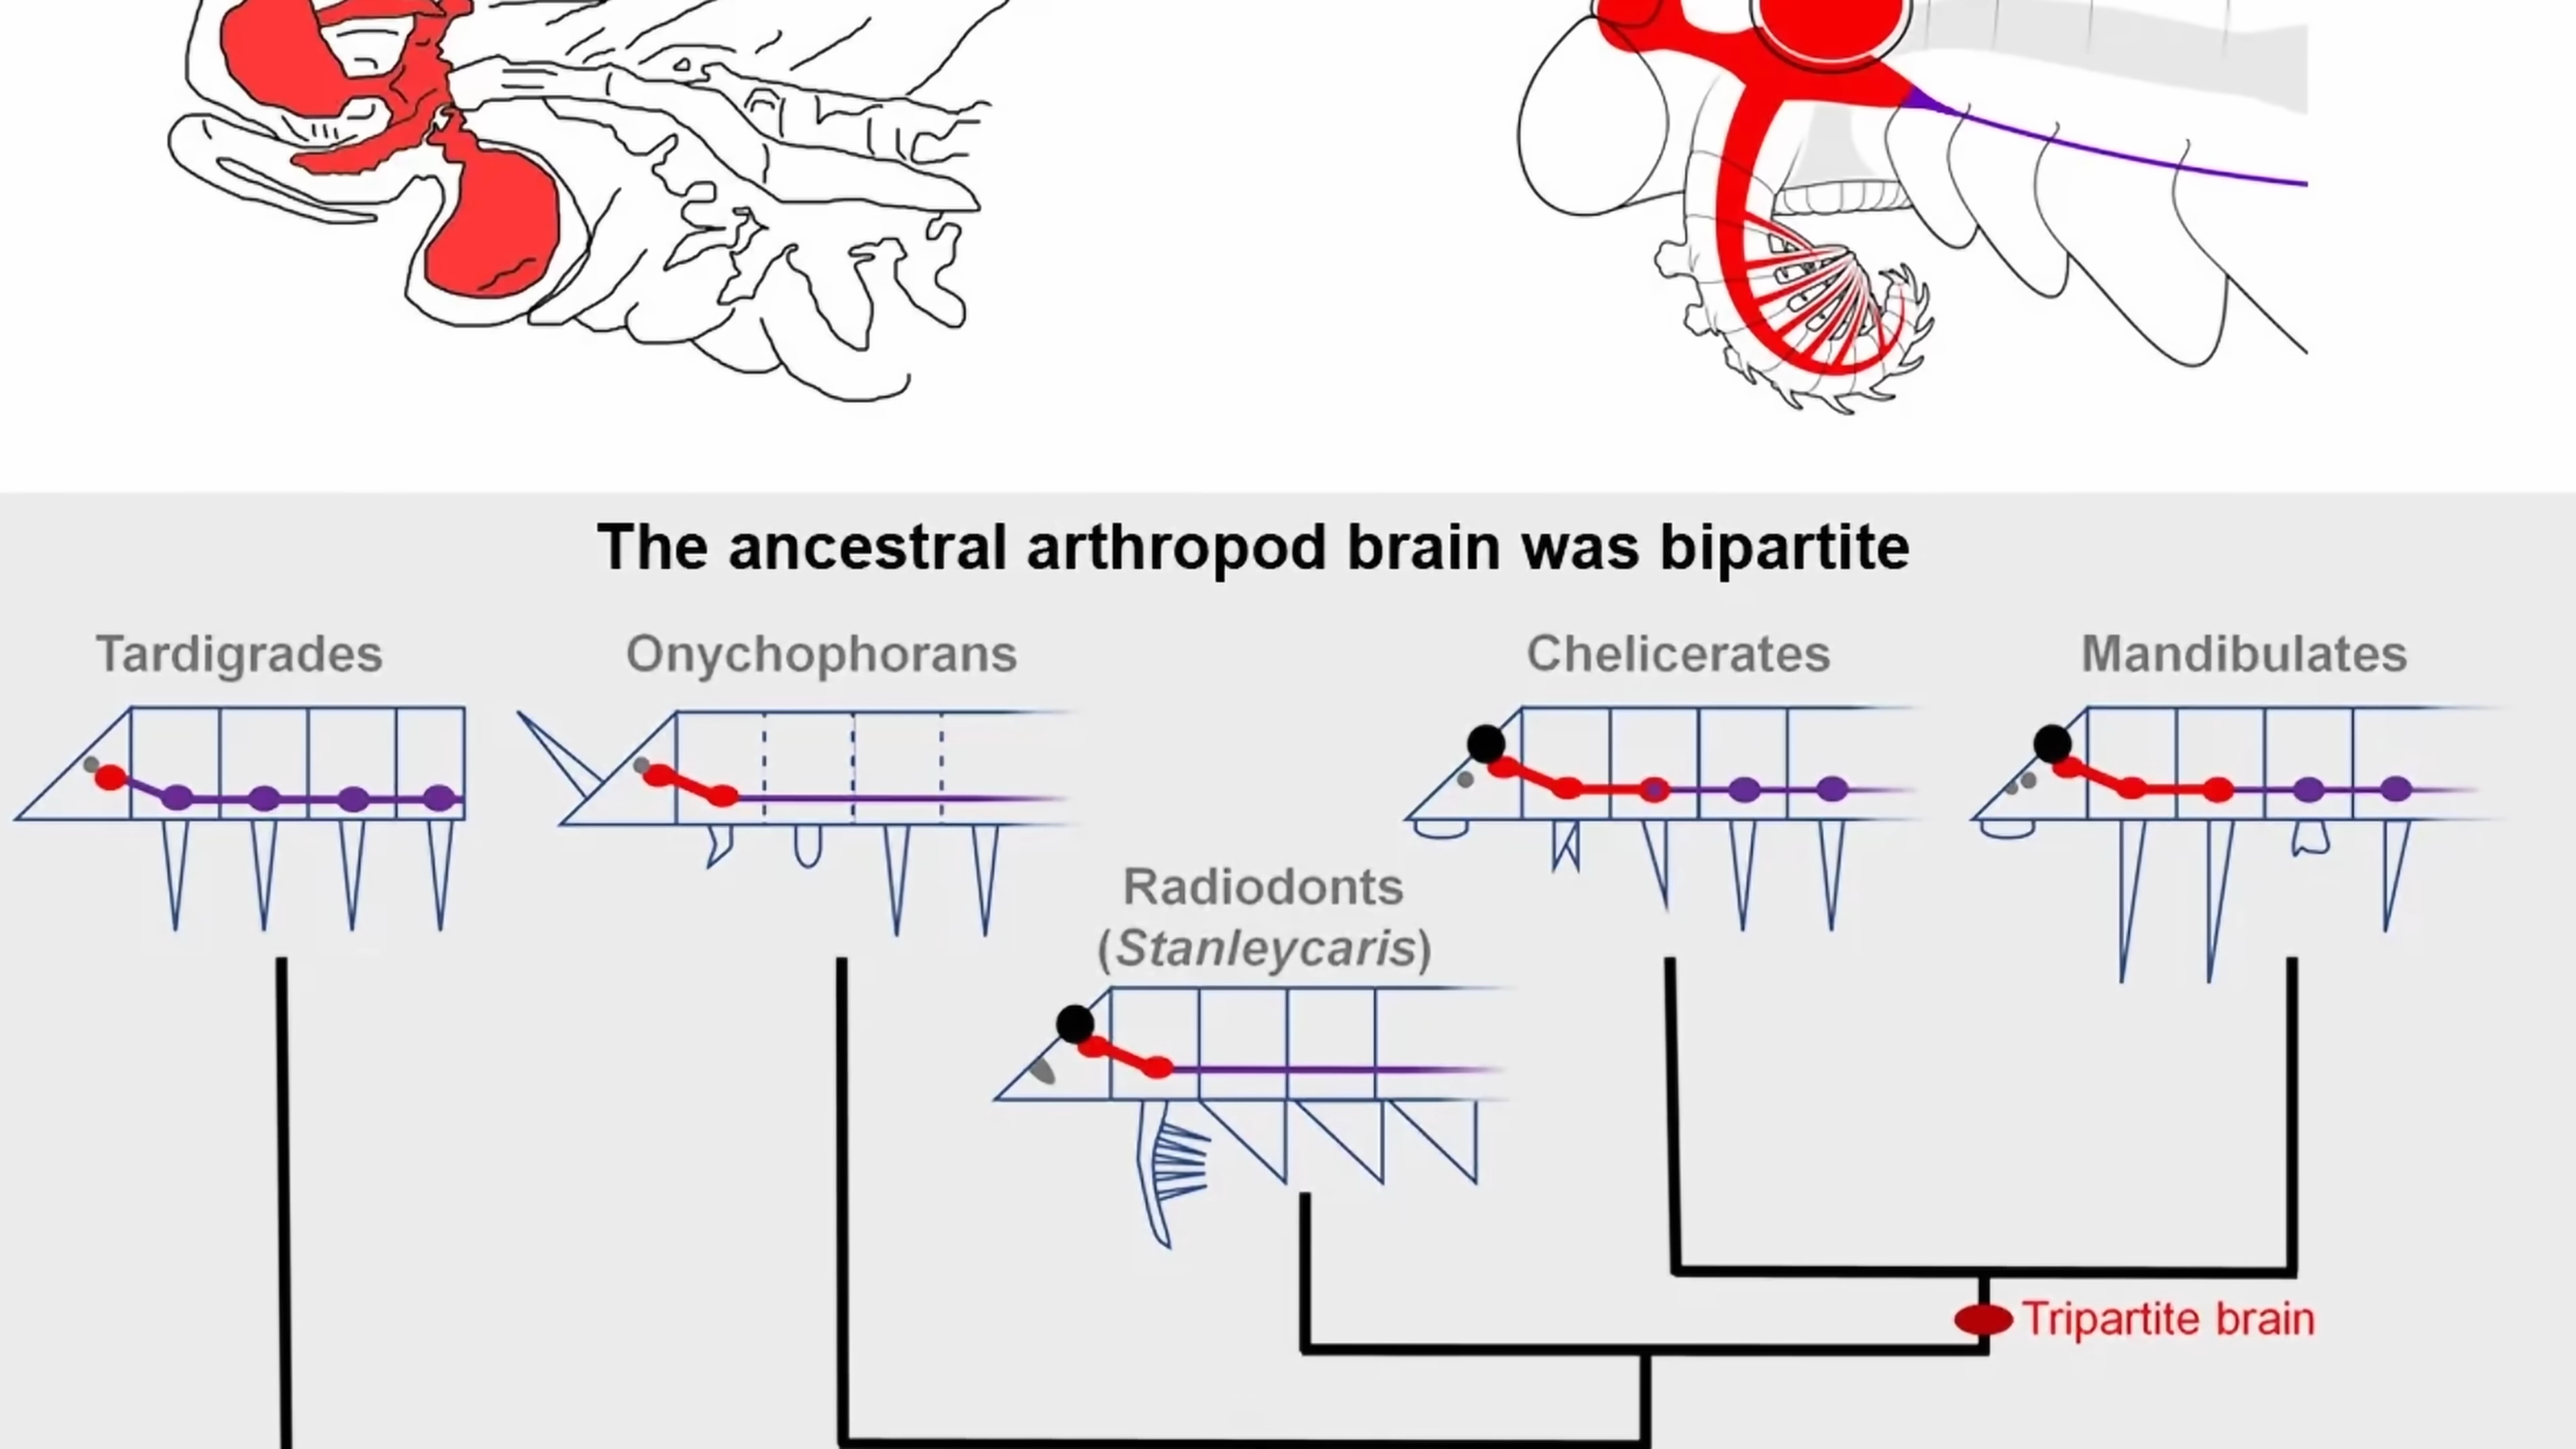 The ancestral arthropod brain was bipartite
Tardigrades
Onychophorans
Chelicerates
Mandibulates
Radiodonts
(Stanleycaris)
Tripartite brain